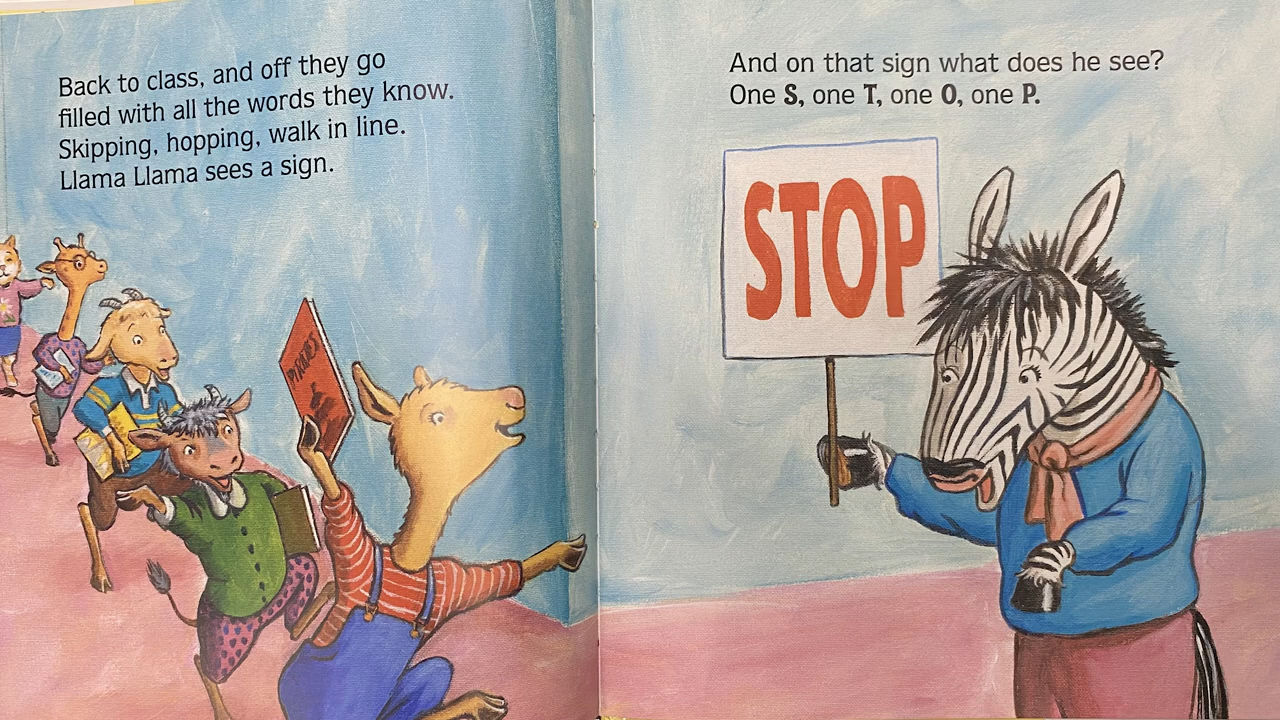 Back to class, and off they go
filled with all the words they know.
Skipping, hopping, walk in line.
Llama Llama sees a sign.
And on that sign what does he see?
One S, one T, one O, one P.
STOP
PIRATES